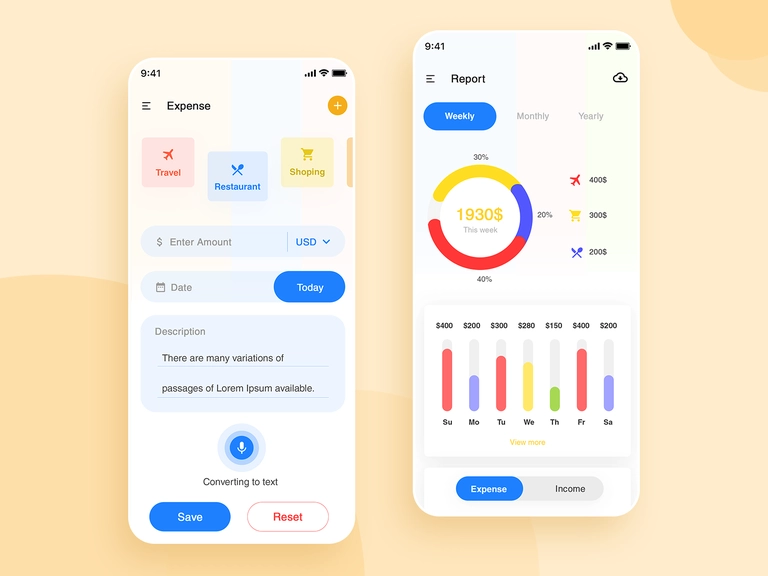 9:41
Expense
+
Travel
Restaurant
Shoping
$ Enter Amount
USD
Date
Today
Description
There are many variations of
passages of Lorem Ipsum available.
Converting to text
Save
Reset
9:41
Report
Weekly
Monthly
Yearly
30%
20%
40%
1930$
This week
400$
300$
200$
$400 $200 $300 $280 $150 $400 $200
Su Mo Tu We Th Fr Sa
View more
Expense
Income